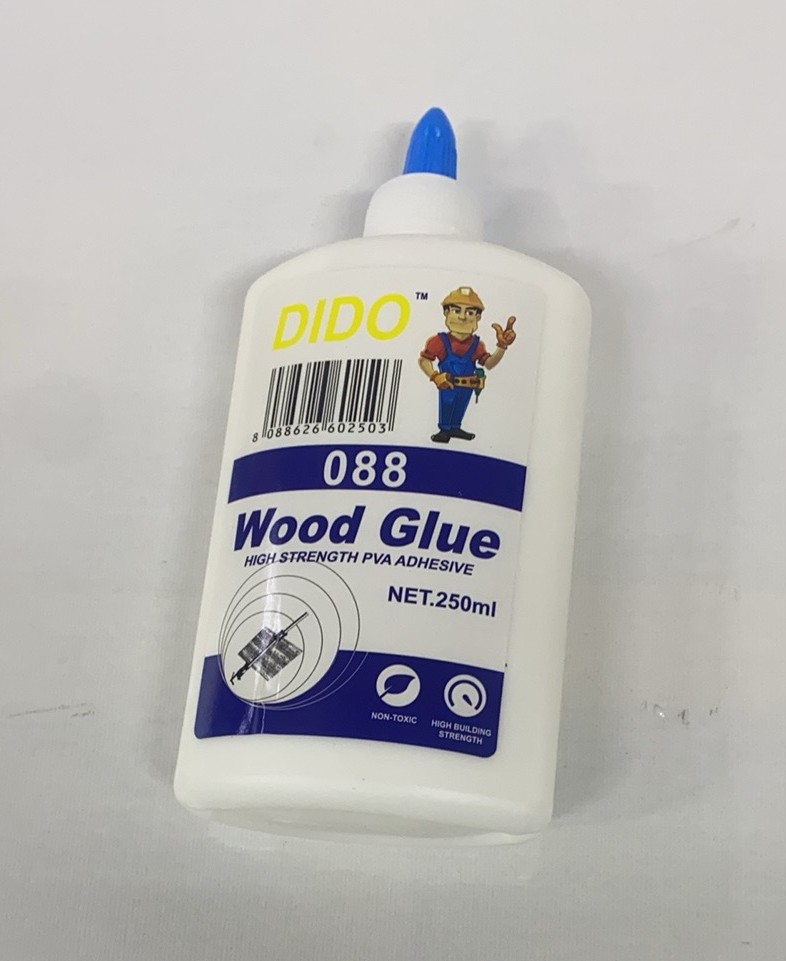 DIDO™
8 088626 602503
088
Wood Glue
HIGH STRENGTH PVA ADHESIVE
NET.250ml
NON-TOXIC
HIGH BUILDING
STRENGTH